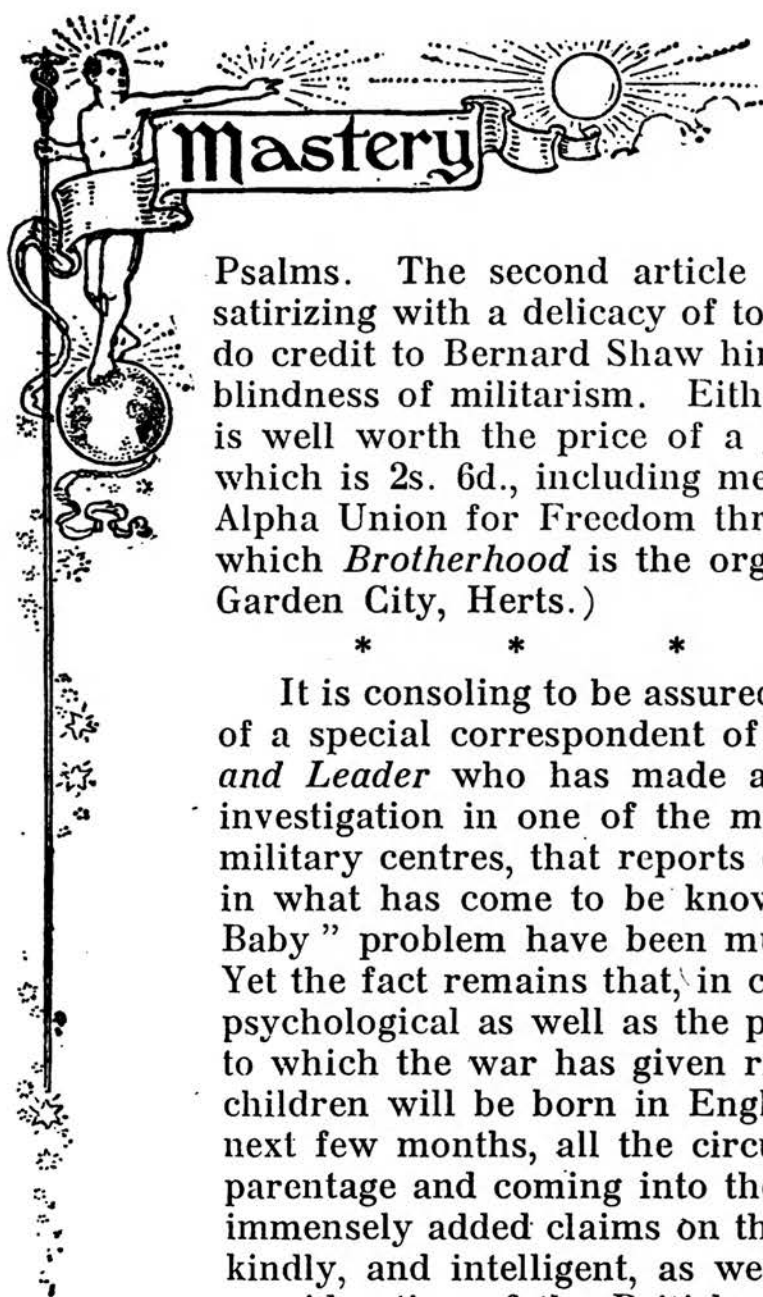 Mastery
Psalms. The second article
satirizing with a delicacy of to
do credit to Bernard Shaw hi
blindness of militarism. Eith
is well worth the price of a
which is 2s. 6d., including me
Alpha Union for Freedom thr
which Brotherhood is the org
Garden City, Herts.)
* * *
It is consoling to be assured
of a special correspondent of
and Leader who has made a
investigation in one of the m
military centres, that reports
in what has come to be know
Baby ” problem have been mu
Yet the fact remains that, in c
psychological as well as the p
to which the war has given r
children will be born in Engl
next few months, all the circu
parentage and coming into the
immensely added claims on th
kindly, and intelligent, as we